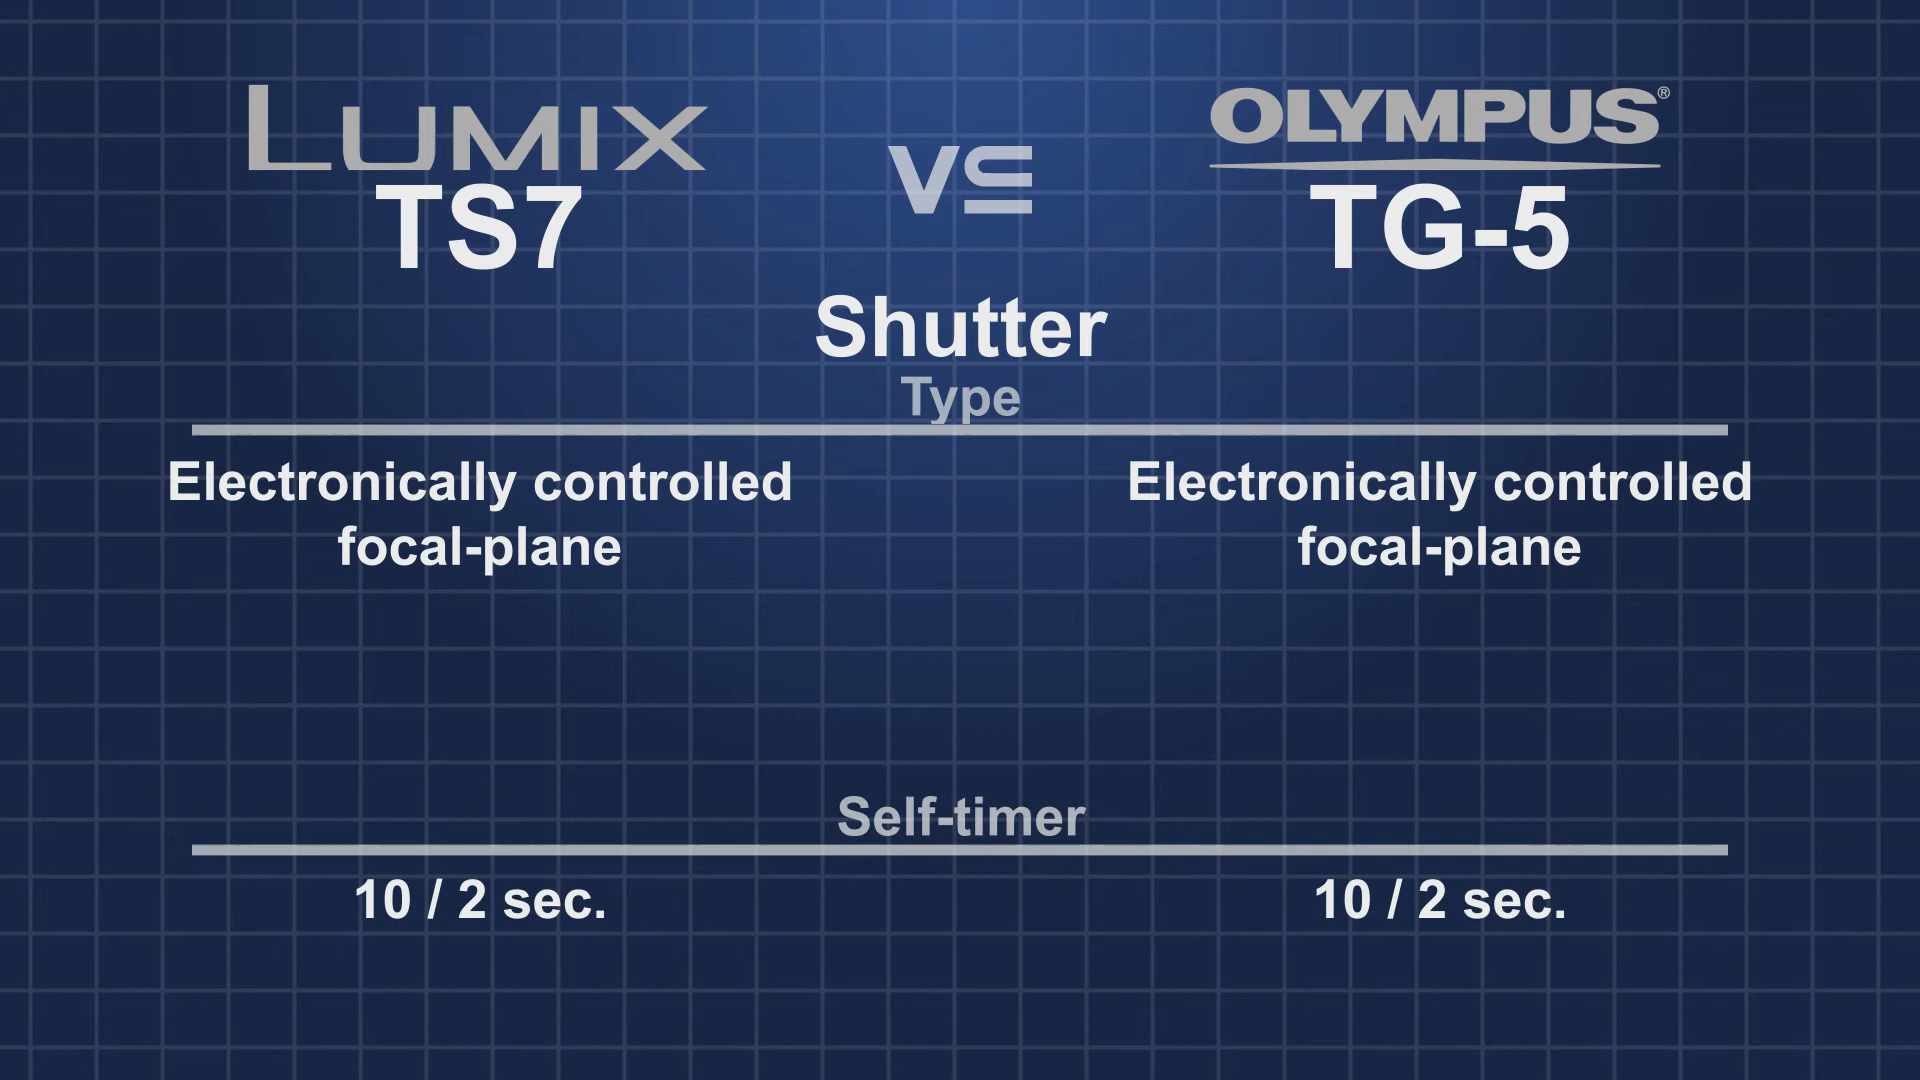 LUMIX
TS7
VS
OLYMPUS®
TG-5
Shutter
Type
Electronically controlled
focal-plane
Electronically controlled
focal-plane
Self-timer
10 / 2 sec.
10 / 2 sec.